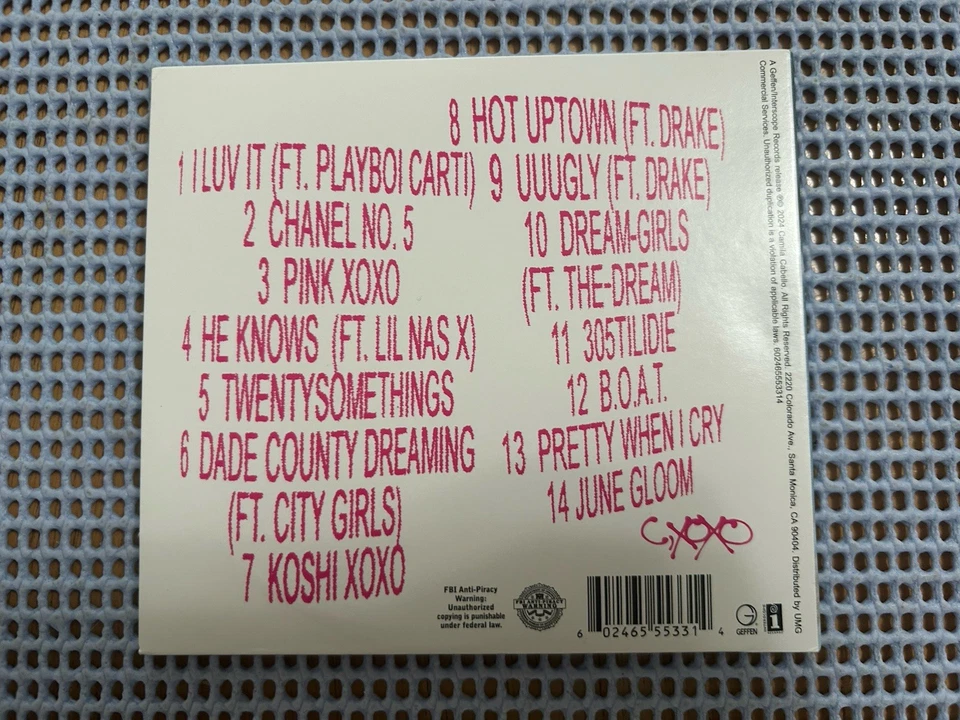 1 I LUV IT (FT. PLAYBOI CARTI)
2 CHANEL NO. 5
3 PINK XOXO
4 HE KNOWS (FT. LIL NAS X)
5 TWENTYSOMETHINGS
6 DADE COUNTY DREAMING
(FT. CITY GIRLS)
7 KOSHI XOXO
8 HOT UPTOWN (FT. DRAKE)
9 UUUGLY (FT. DRAKE)
10 DREAM-GIRLS
(FT. THE-DREAM)
11 305TILIDIE
12 B.O.A.T.
13 PRETTY WHEN I CRY
14 JUNE GLOOM
C,XOXO
FBI Anti-Piracy
Warning:
Unauthorized
copying is punishable
under federal law.
FBI ANTI-PIRACY
WARNING
6 02465 55331 4
GEFFEN
A Geffen/Interscope Records release ℗© 2024 Camila Cabello. All Rights Reserved. 2220 Colorado Ave., Santa Monica, CA 90404. Distributed by UMG
Commercial Services. Unauthorized duplication is a violation of applicable laws. 602465553314